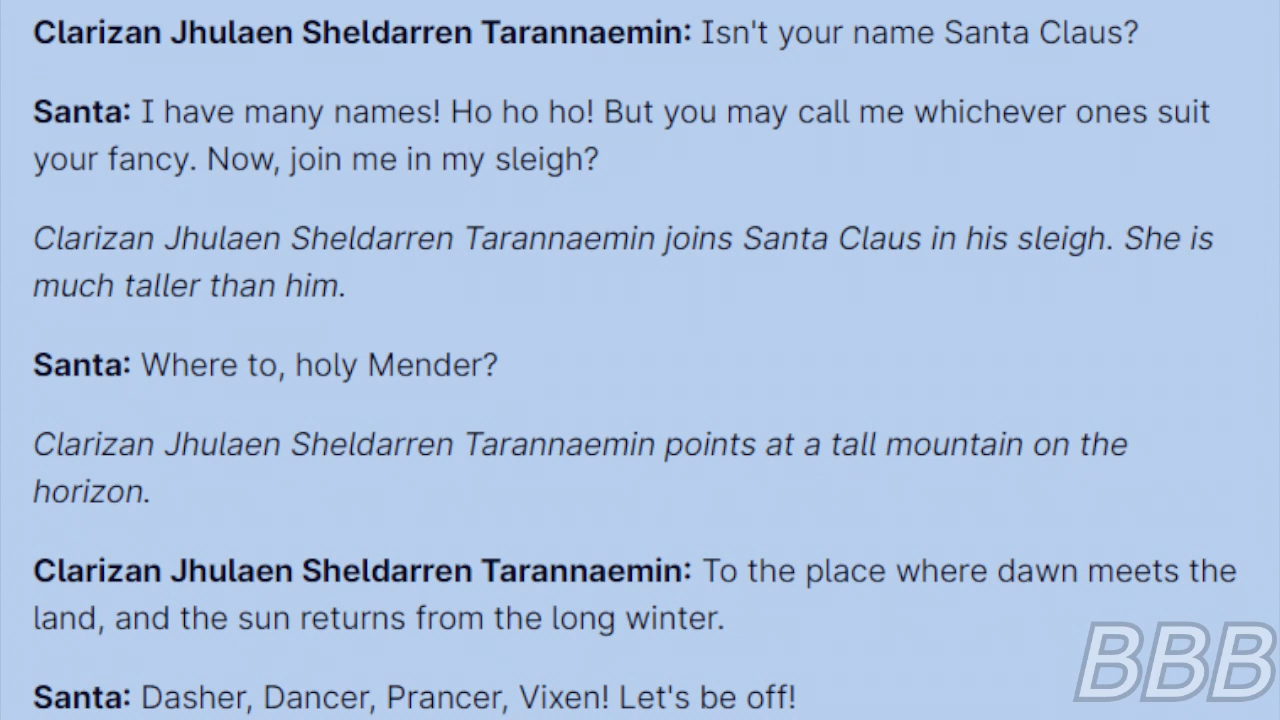 Clarizan Jhulaen Sheldarren Tarannaemin: Isn't your name Santa Claus?
Santa: I have many names! Ho ho ho! But you may call me whichever ones suit
your fancy. Now, join me in my sleigh?
Clarizan Jhulaen Sheldarren Tarannaemin joins Santa Claus in his sleigh. She is
much taller than him.
Santa: Where to, holy Mender?
Clarizan Jhulaen Sheldarren Tarannaemin points at a tall mountain on the
horizon.
Clarizan Jhulaen Sheldarren Tarannaemin: To the place where dawn meets the
land, and the sun returns from the long winter.
Santa: Dasher, Dancer, Prancer, Vixen! Let's be off!
BBB